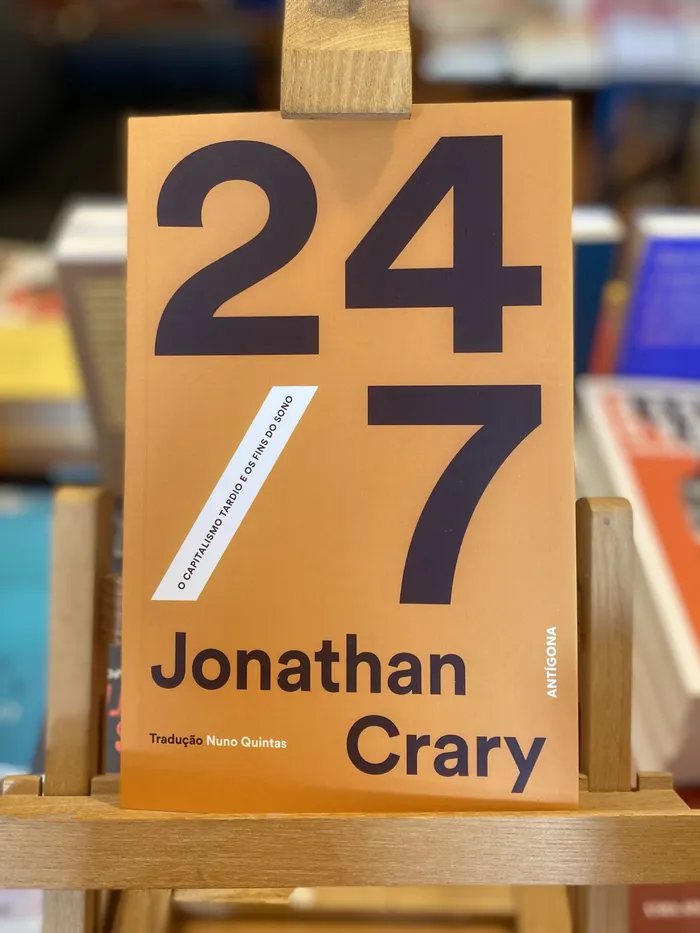 24
/7
O CAPITALISMO TARDIO E OS FINS DO SONO
Jonathan
Crary
Tradução Nuno Quintas
ANTÍGONA